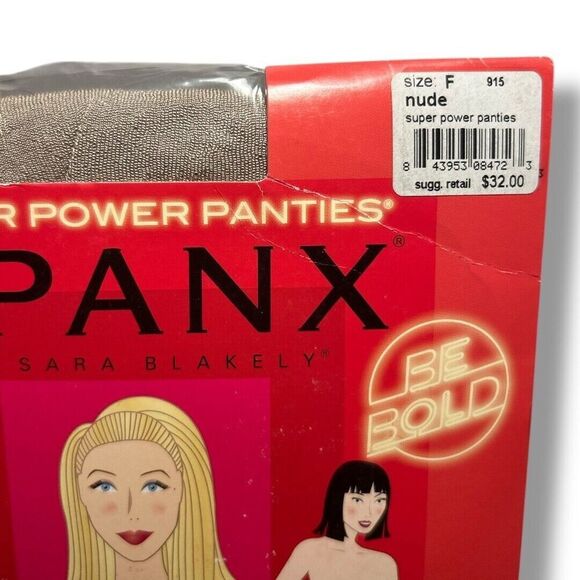 size: F 915
nude
super power panties
8 43953 08472 3
3
sugg. retail $32.00
R POWER PANTIES®
PANX®
SARA BLAKELY®
BE
BOLD